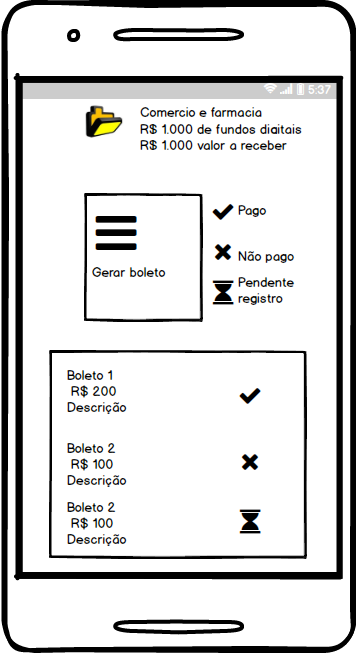 5:37
Comercio e farmacia
R$ 1.000 de fundos digitais
R$ 1.000 valor a receber
Pago
Não pago
Gerar boleto
Pendente
registro
Boleto 1
R$ 200
Descrição
Boleto 2
R$ 100
Descrição
Boleto 2
R$ 100
Descrição